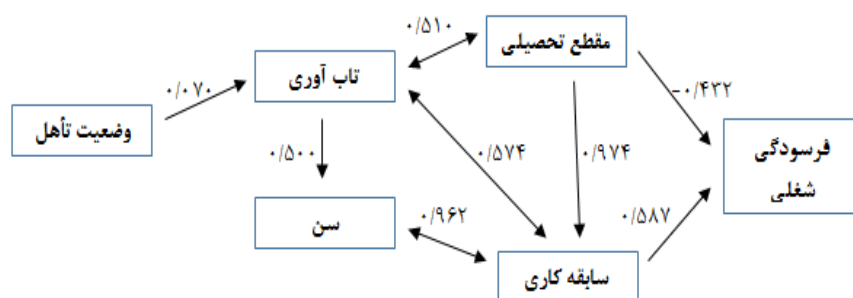 ۰/۵۱۰
مقطع تحصیلی
تاب آوری
۰/۰۷۰
-۰/۴۳۲
وضعیت تأهل
فرسودگی
شغلی
۰/۵۰۰
۰/۵۷۴
۰/۹۷۴
سن
۰/۹۶۲
۰/۵۸۷
سابقه کاری